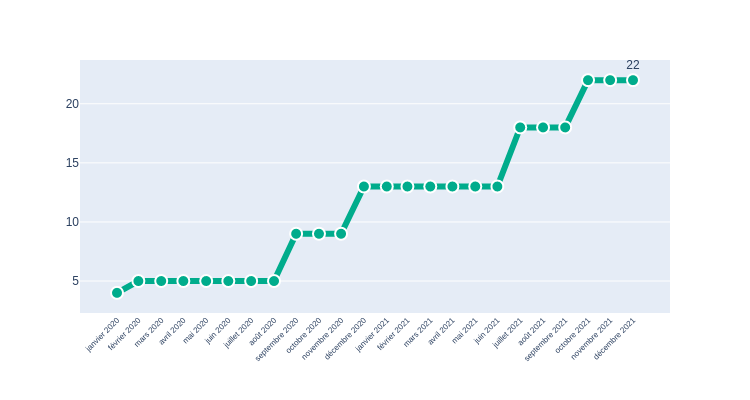 22
20
15
10
5
janvier 2020
février 2020
mars 2020
avril 2020
mai 2020
juin 2020
juillet 2020
août 2020
septembre 2020
octobre 2020
novembre 2020
décembre 2020
janvier 2021
février 2021
mars 2021
avril 2021
mai 2021
juin 2021
juillet 2021
août 2021
septembre 2021
octobre 2021
novembre 2021
décembre 2021